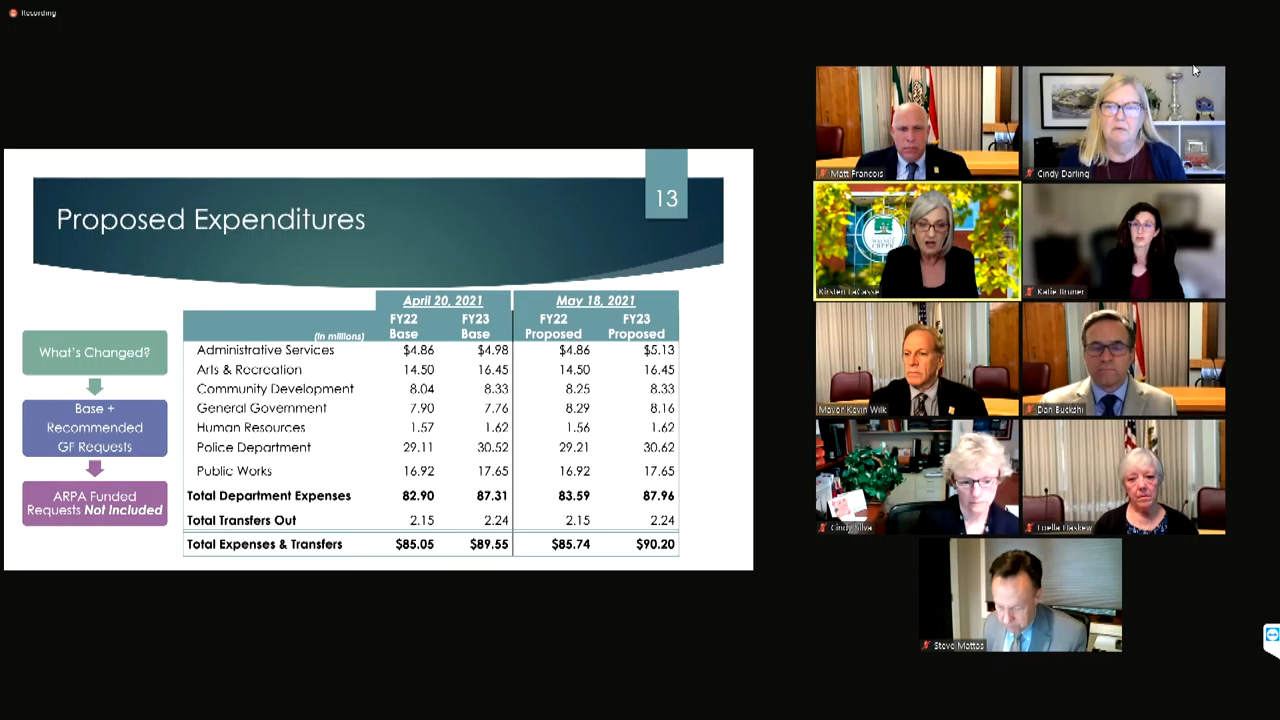 Recording
13
Proposed Expenditures
April 20, 2021 May 18, 2021
(in millions) FY22 Base FY23 Base FY22 Proposed FY23 Proposed
Administrative Services $4.86 $4.98 $4.86 $5.13
Arts & Recreation 14.50 16.45 14.50 16.45
Community Development 8.04 8.33 8.25 8.33
General Government 7.90 7.76 8.29 8.16
Human Resources 1.57 1.62 1.56 1.62
Police Department 29.11 30.52 29.21 30.62
Public Works 16.92 17.65 16.92 17.65
Total Department Expenses 82.90 87.31 83.59 87.96
Total Transfers Out 2.15 2.24 2.15 2.24
Total Expenses & Transfers $85.05 $89.55 $85.74 $90.20
What's Changed?
Base +
Recommended
GF Requests
ARPA Funded
Requests Not Included
Matt Francois
Cindy Darling
WALNUT
CREEK
Kirsten LaCasse
Katie Bruner
Mayor Kevin Wilk
Dan Buckshi
Cindy Silva
Loella Haskew
Steve Mattas